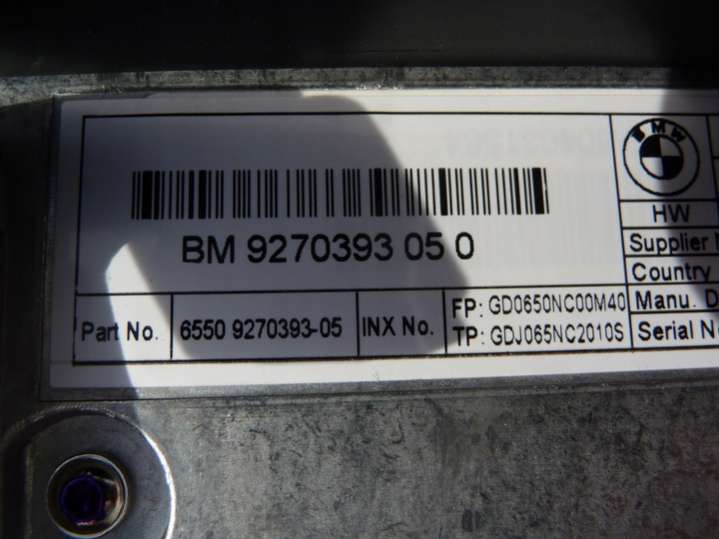 BMW
BM 9270393 05 0
HW
Supplier
Country
Part No. 6550 9270393-05 INX No. FP: GD0650NC00M40 Manu. D
TP: GDJ065NC2010S Serial N